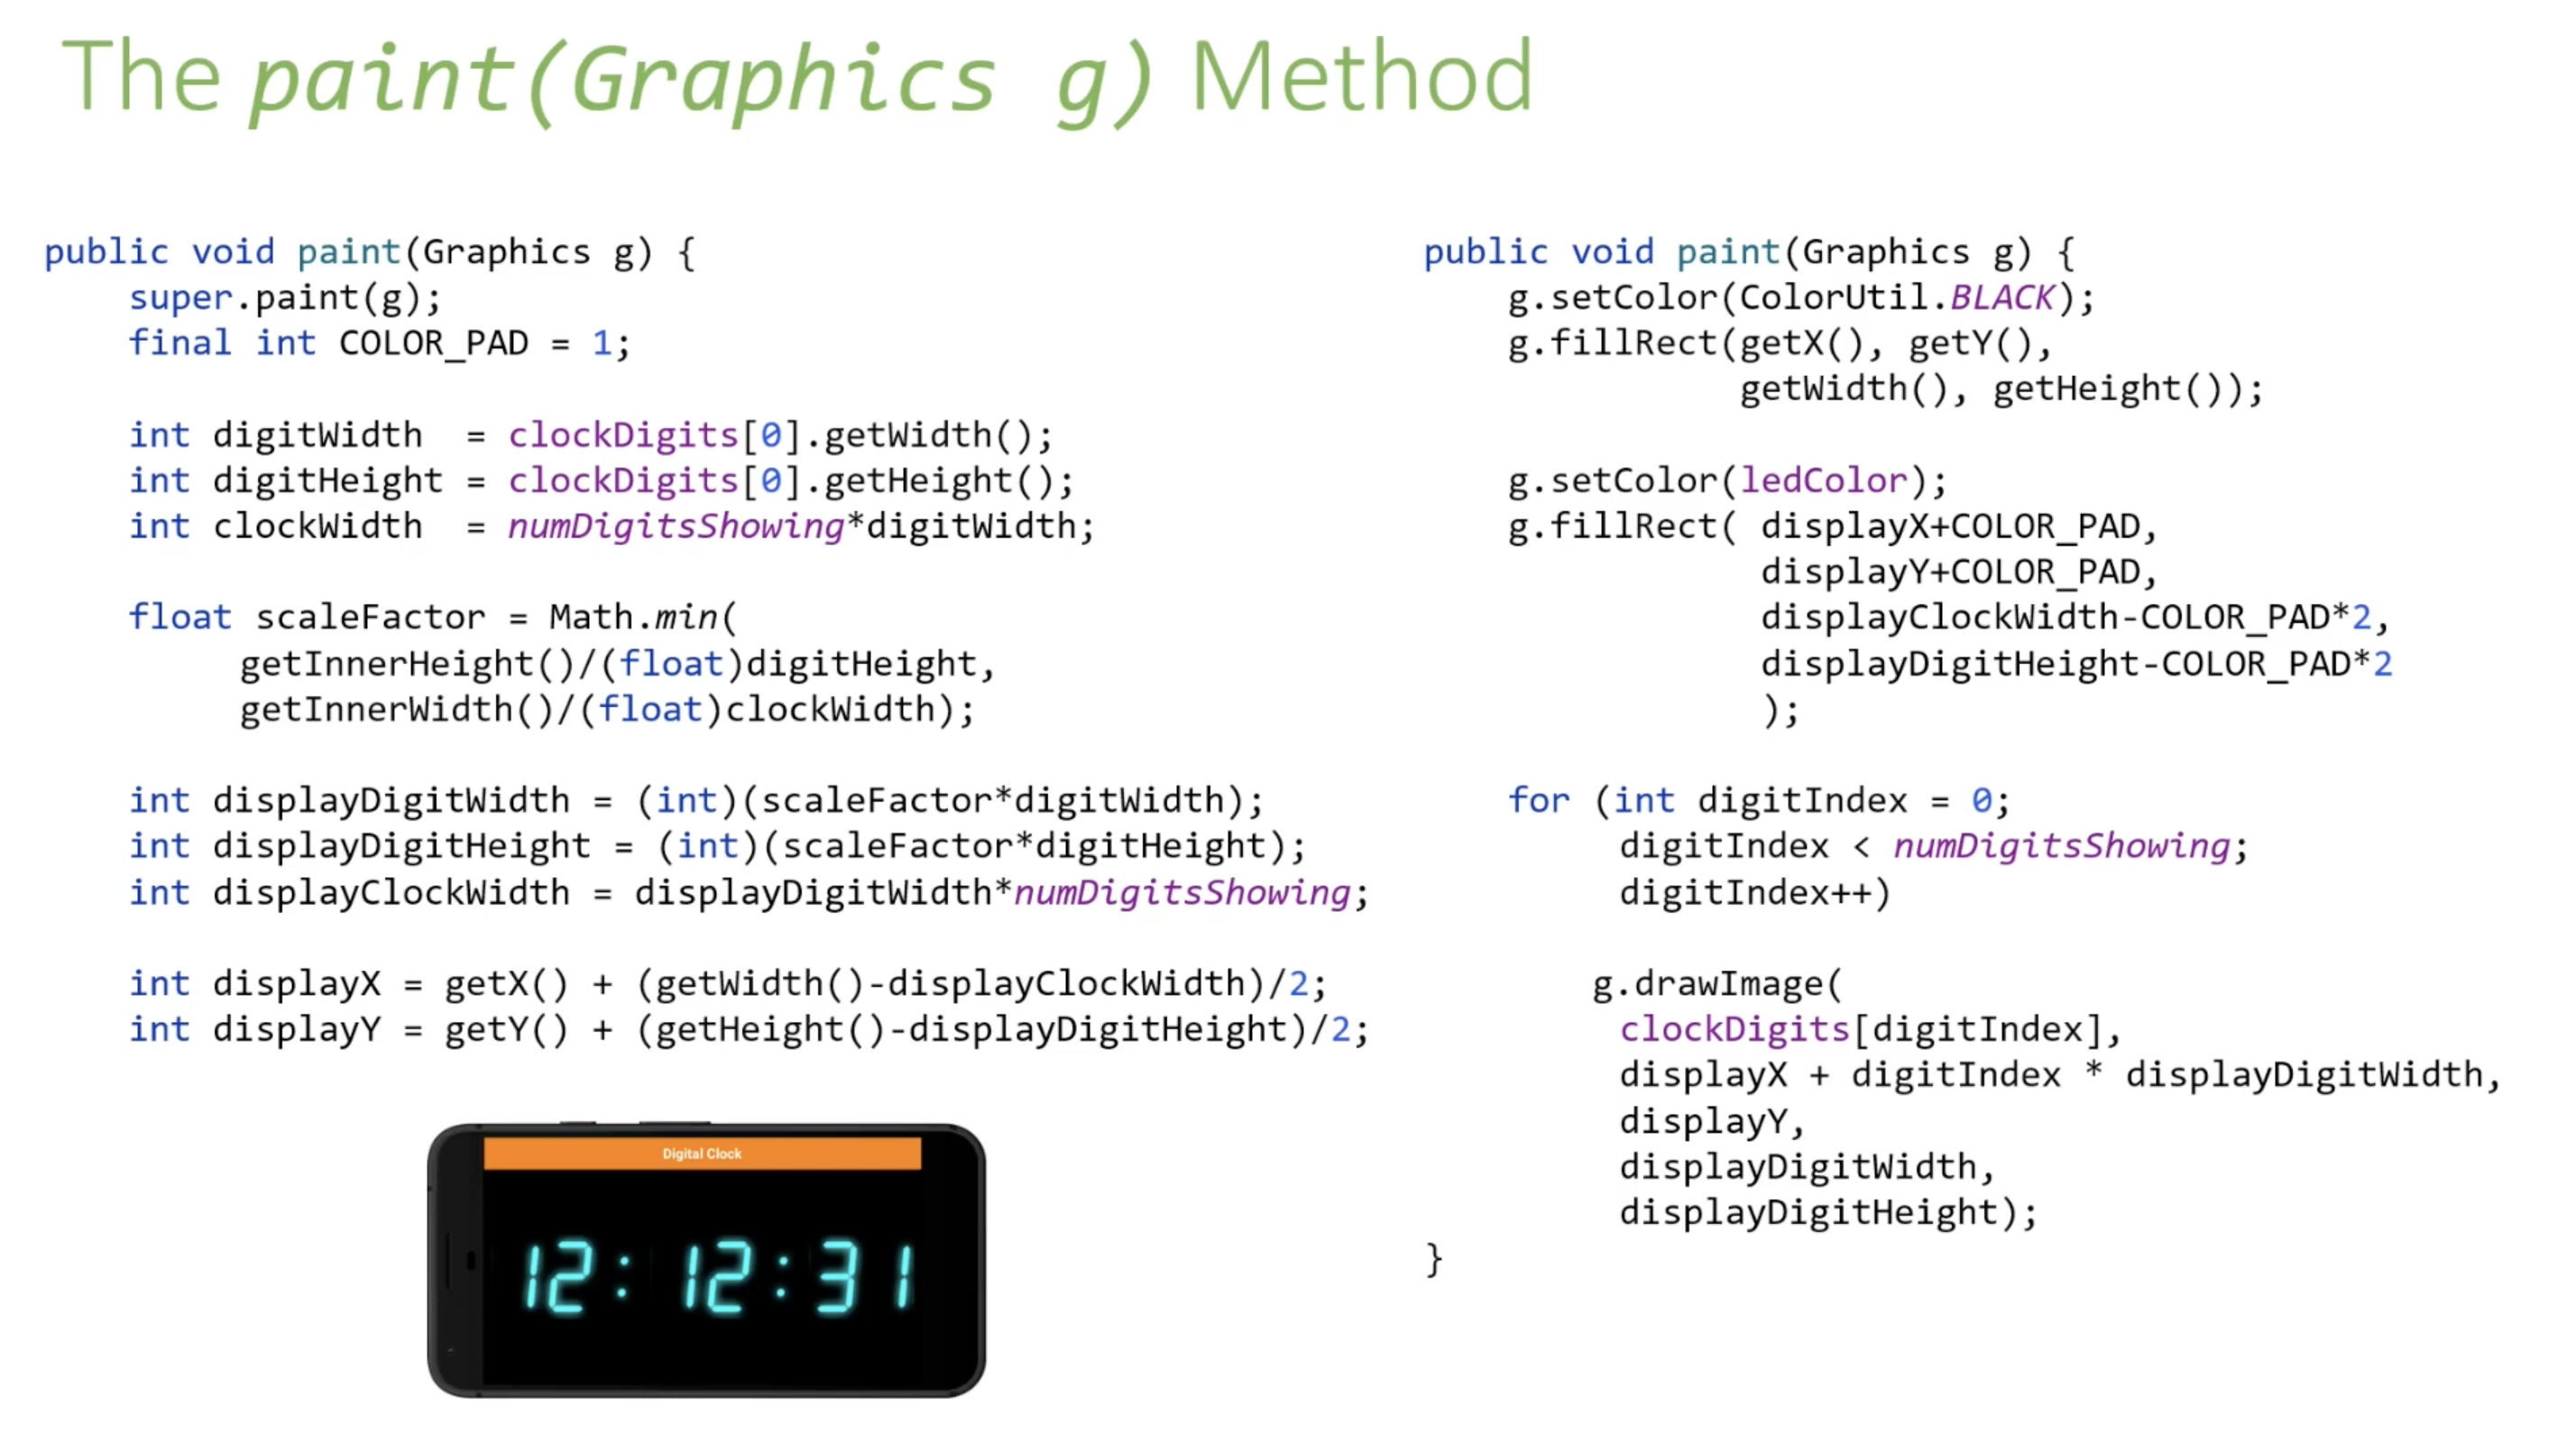 The paint(Graphics g) Method
public void paint(Graphics g) {
super.paint(g);
final int COLOR_PAD = 1;
int digitWidth = clockDigits[0].getWidth();
int digitHeight = clockDigits[0].getHeight();
int clockWidth = numDigitsShowing*digitWidth;
float scaleFactor = Math.min(
getInnerHeight()/(float)digitHeight,
getInnerWidth()/(float)clockWidth);
int displayDigitWidth = (int)(scaleFactor*digitWidth);
int displayDigitHeight = (int)(scaleFactor*digitHeight);
int displayClockWidth = displayDigitWidth*numDigitsShowing;
int displayX = getX() + (getWidth()-displayClockWidth)/2;
int displayY = getY() + (getHeight()-displayDigitHeight)/2;
Digital Clock
12:12:31
public void paint(Graphics g) {
g.setColor(ColorUtil.BLACK);
g.fillRect(getX(), getY(),
getWidth(), getHeight());
g.setColor(ledColor);
g.fillRect( displayX+COLOR_PAD,
displayY+COLOR_PAD,
displayClockWidth-COLOR_PAD*2,
displayDigitHeight-COLOR_PAD*2
);
for (int digitIndex = 0;
digitIndex < numDigitsShowing;
digitIndex++)
g.drawImage(
clockDigits[digitIndex],
displayX + digitIndex * displayDigitWidth,
displayY,
displayDigitWidth,
displayDigitHeight);
}